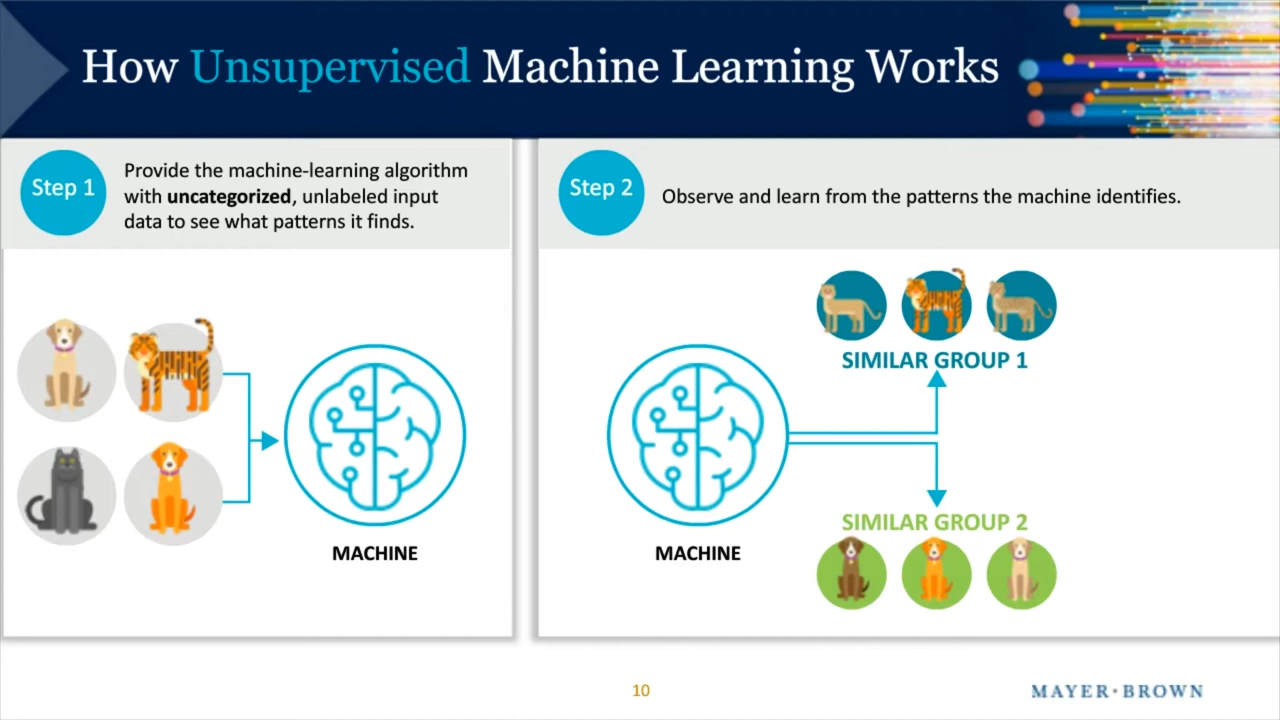 How Unsupervised Machine Learning Works
Step 1
Provide the machine-learning algorithm
with uncategorized, unlabeled input
data to see what patterns it finds.
MACHINE
Step 2
Observe and learn from the patterns the machine identifies.
SIMILAR GROUP 1
MACHINE
SIMILAR GROUP 2
10
MAYER•BROWN